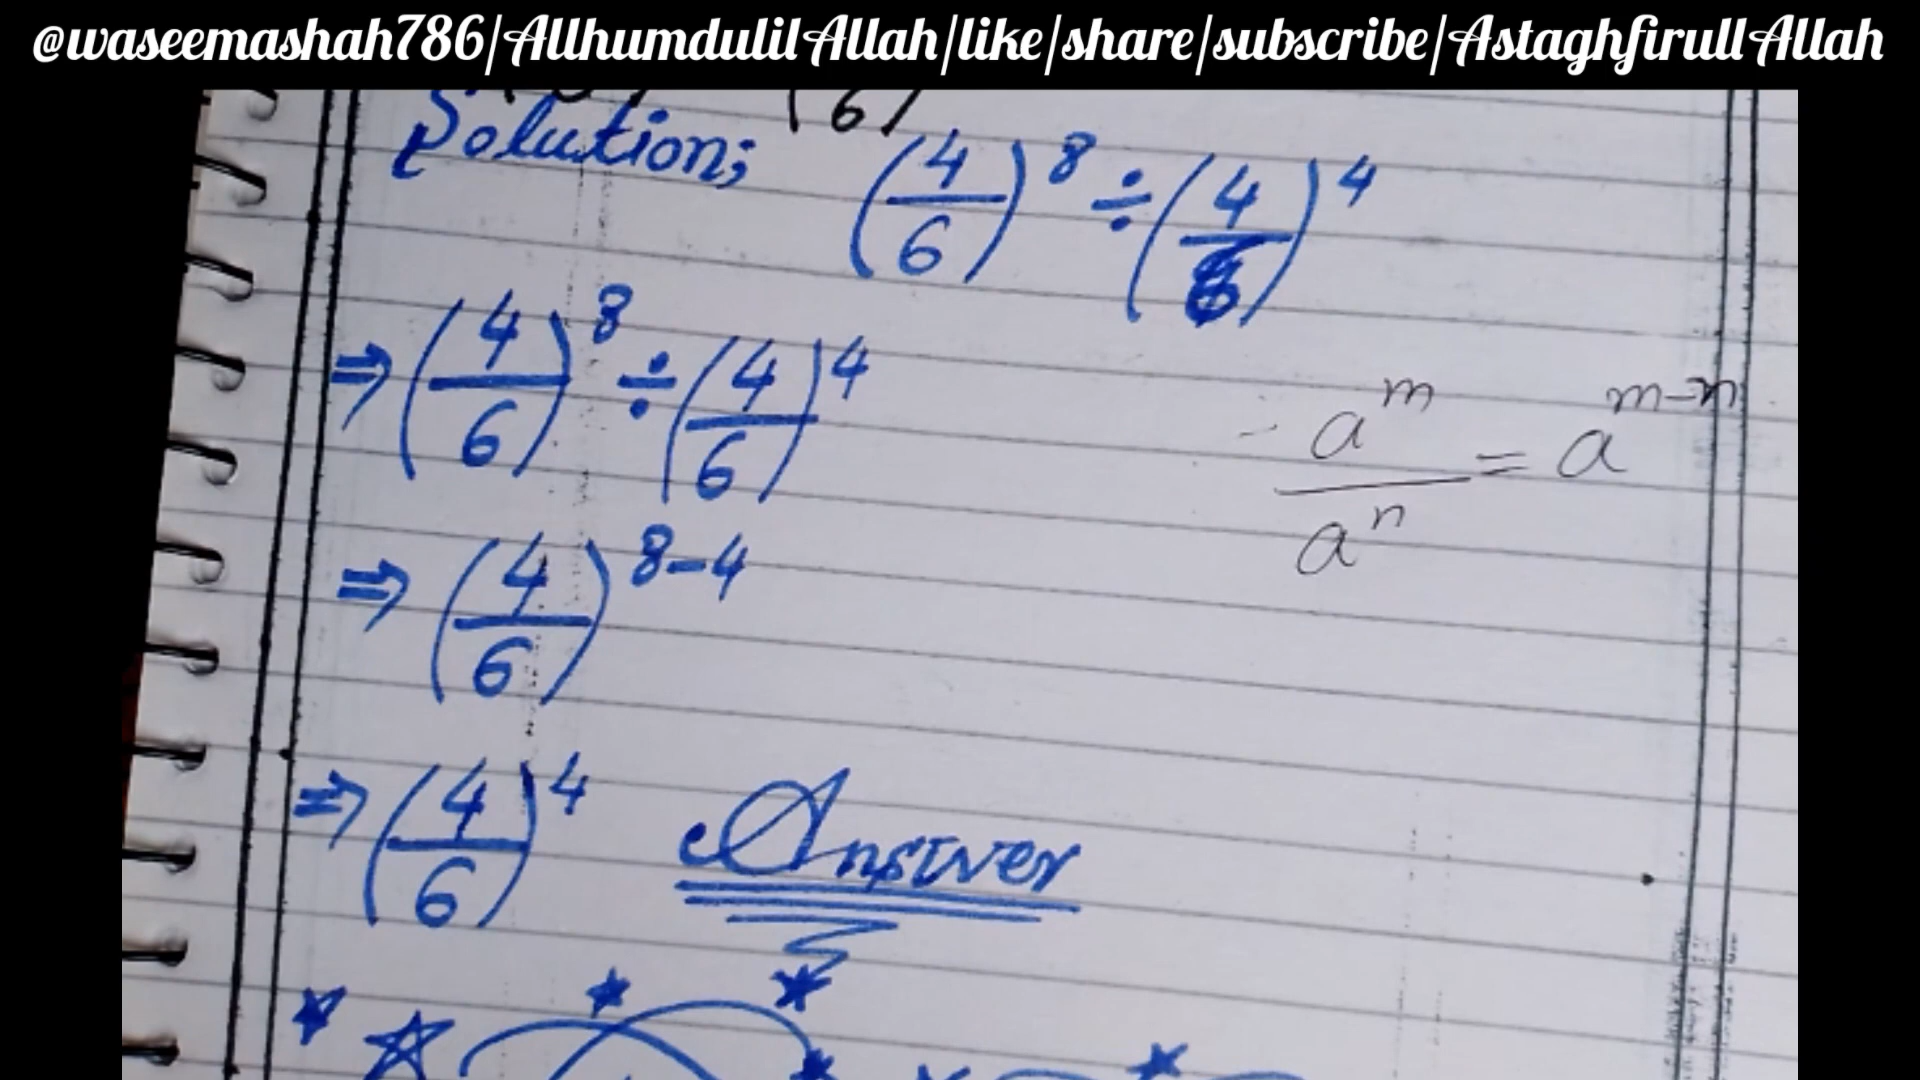 @waseemashah786/AllhumdulilAllah/like/share/subscribe/AstaghfirullAllah
Solution; (4/6)^8 ÷ (4/6)^4
⇒ (4/6)^8 ÷ (4/6)^4
a^m/a^n = a^m-n
⇒ (4/6)^8-4
⇒ (4/6)^4 Answer